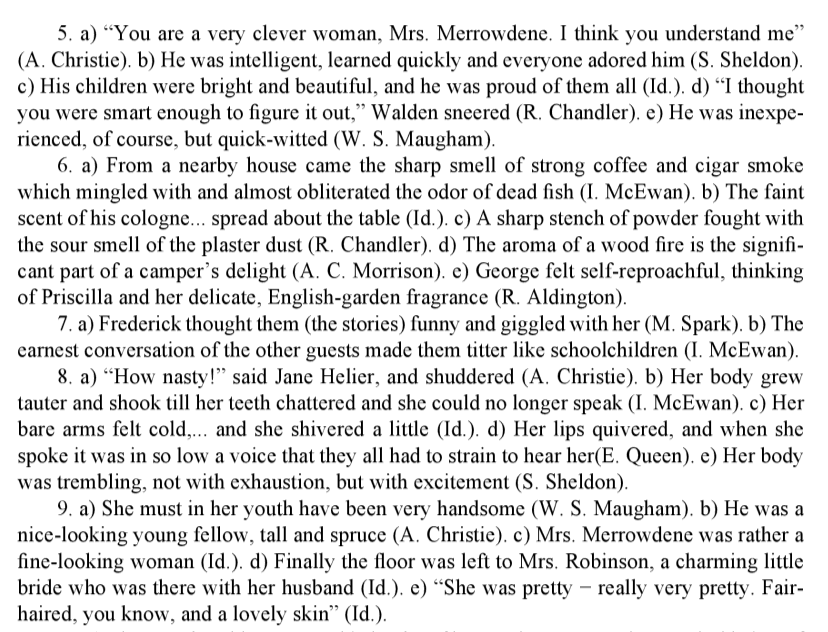 5. a) “You are a very clever woman, Mrs. Merrowdene. I think you understand me”
(A. Christie). b) He was intelligent, learned quickly and everyone adored him (S. Sheldon).
c) His children were bright and beautiful, and he was proud of them all (Id.). d) “I thought
you were smart enough to figure it out,” Walden sneered (R. Chandler). e) He was inexpe-
rienced, of course, but quick-witted (W. S. Maugham).
6. a) From a nearby house came the sharp smell of strong coffee and cigar smoke
which mingled with and almost obliterated the odor of dead fish (I. McEwan). b) The faint
scent of his cologne... spread about the table (Id.). c) A sharp stench of powder fought with
the sour smell of the plaster dust (R. Chandler). d) The aroma of a wood fire is the signifi-
cant part of a camper’s delight (A. C. Morrison). e) George felt self-reproachful, thinking
of Priscilla and her delicate, English-garden fragrance (R. Aldington).
7. a) Frederick thought them (the stories) funny and giggled with her (M. Spark). b) The
earnest conversation of the other guests made them titter like schoolchildren (I. McEwan).
8. a) “How nasty!” said Jane Helier, and shuddered (A. Christie). b) Her body grew
tauter and shook till her teeth chattered and she could no longer speak (I. McEwan). c) Her
bare arms felt cold,... and she shivered a little (Id.). d) Her lips quivered, and when she
spoke it was in so low a voice that they all had to strain to hear her(E. Queen). e) Her body
was trembling, not with exhaustion, but with excitement (S. Sheldon).
9. a) She must in her youth have been very handsome (W. S. Maugham). b) He was a
nice-looking young fellow, tall and spruce (A. Christie). c) Mrs. Merrowdene was rather a
fine-looking woman (Id.). d) Finally the floor was left to Mrs. Robinson, a charming little
bride who was there with her husband (Id.). e) “She was pretty – really very pretty. Fair-
haired, you know, and a lovely skin” (Id.).